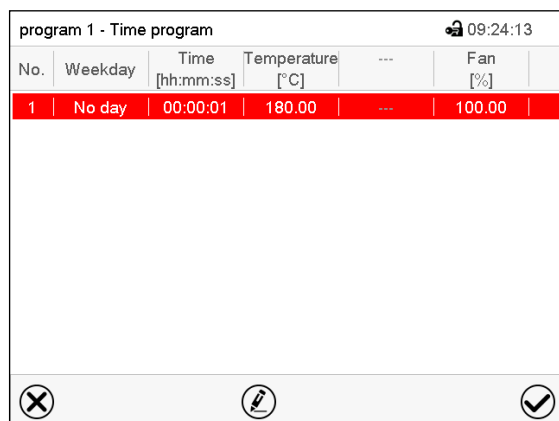 program 1 - Time program 09:24:13
No. Weekday Time [hh:mm:ss] Temperature [°C] --- Fan [%]
1 No day 00:00:01 180.00 --- 100.00